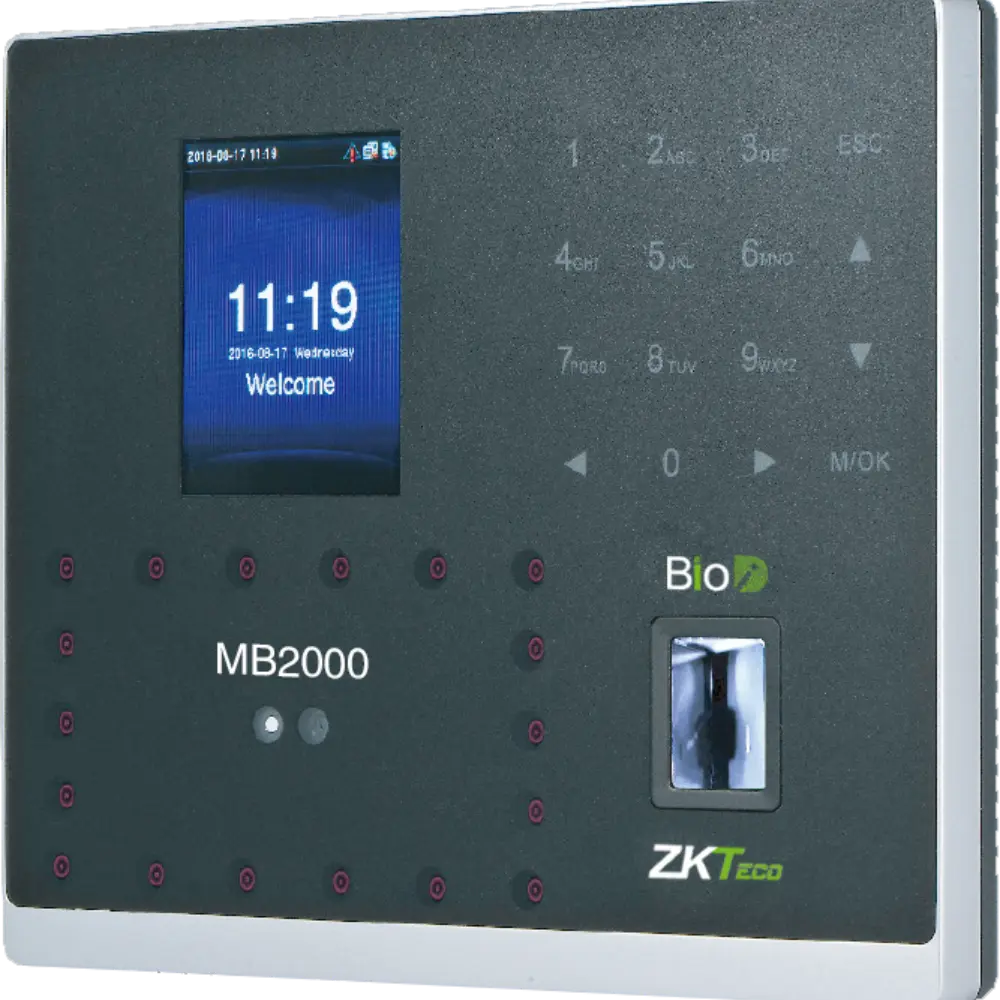 2016-08-17 11:19
11:19
2016-08-17 Wednesday
Welcome
1 2ABC 3DEF ESC
4GHI 5JKL 6MNO
7PQRS 8TUV 9WXYZ
0 M/OK
Bio
MB2000
ZKTeco